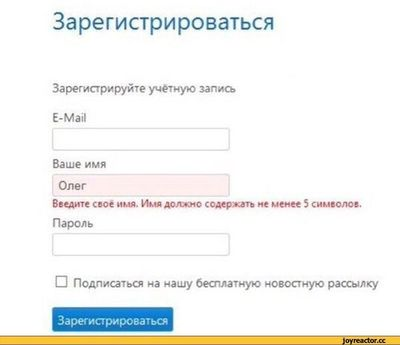 Зарегистрироваться
Зарегистрируйте учётную запись
E-Mail
Ваше имя
Олег
Введите своё имя. Имя должно содержать не менее 5 символов.
Пароль
Подписаться на нашу бесплатную новостную рассылку
Зарегистрироваться
joyreactor.cc